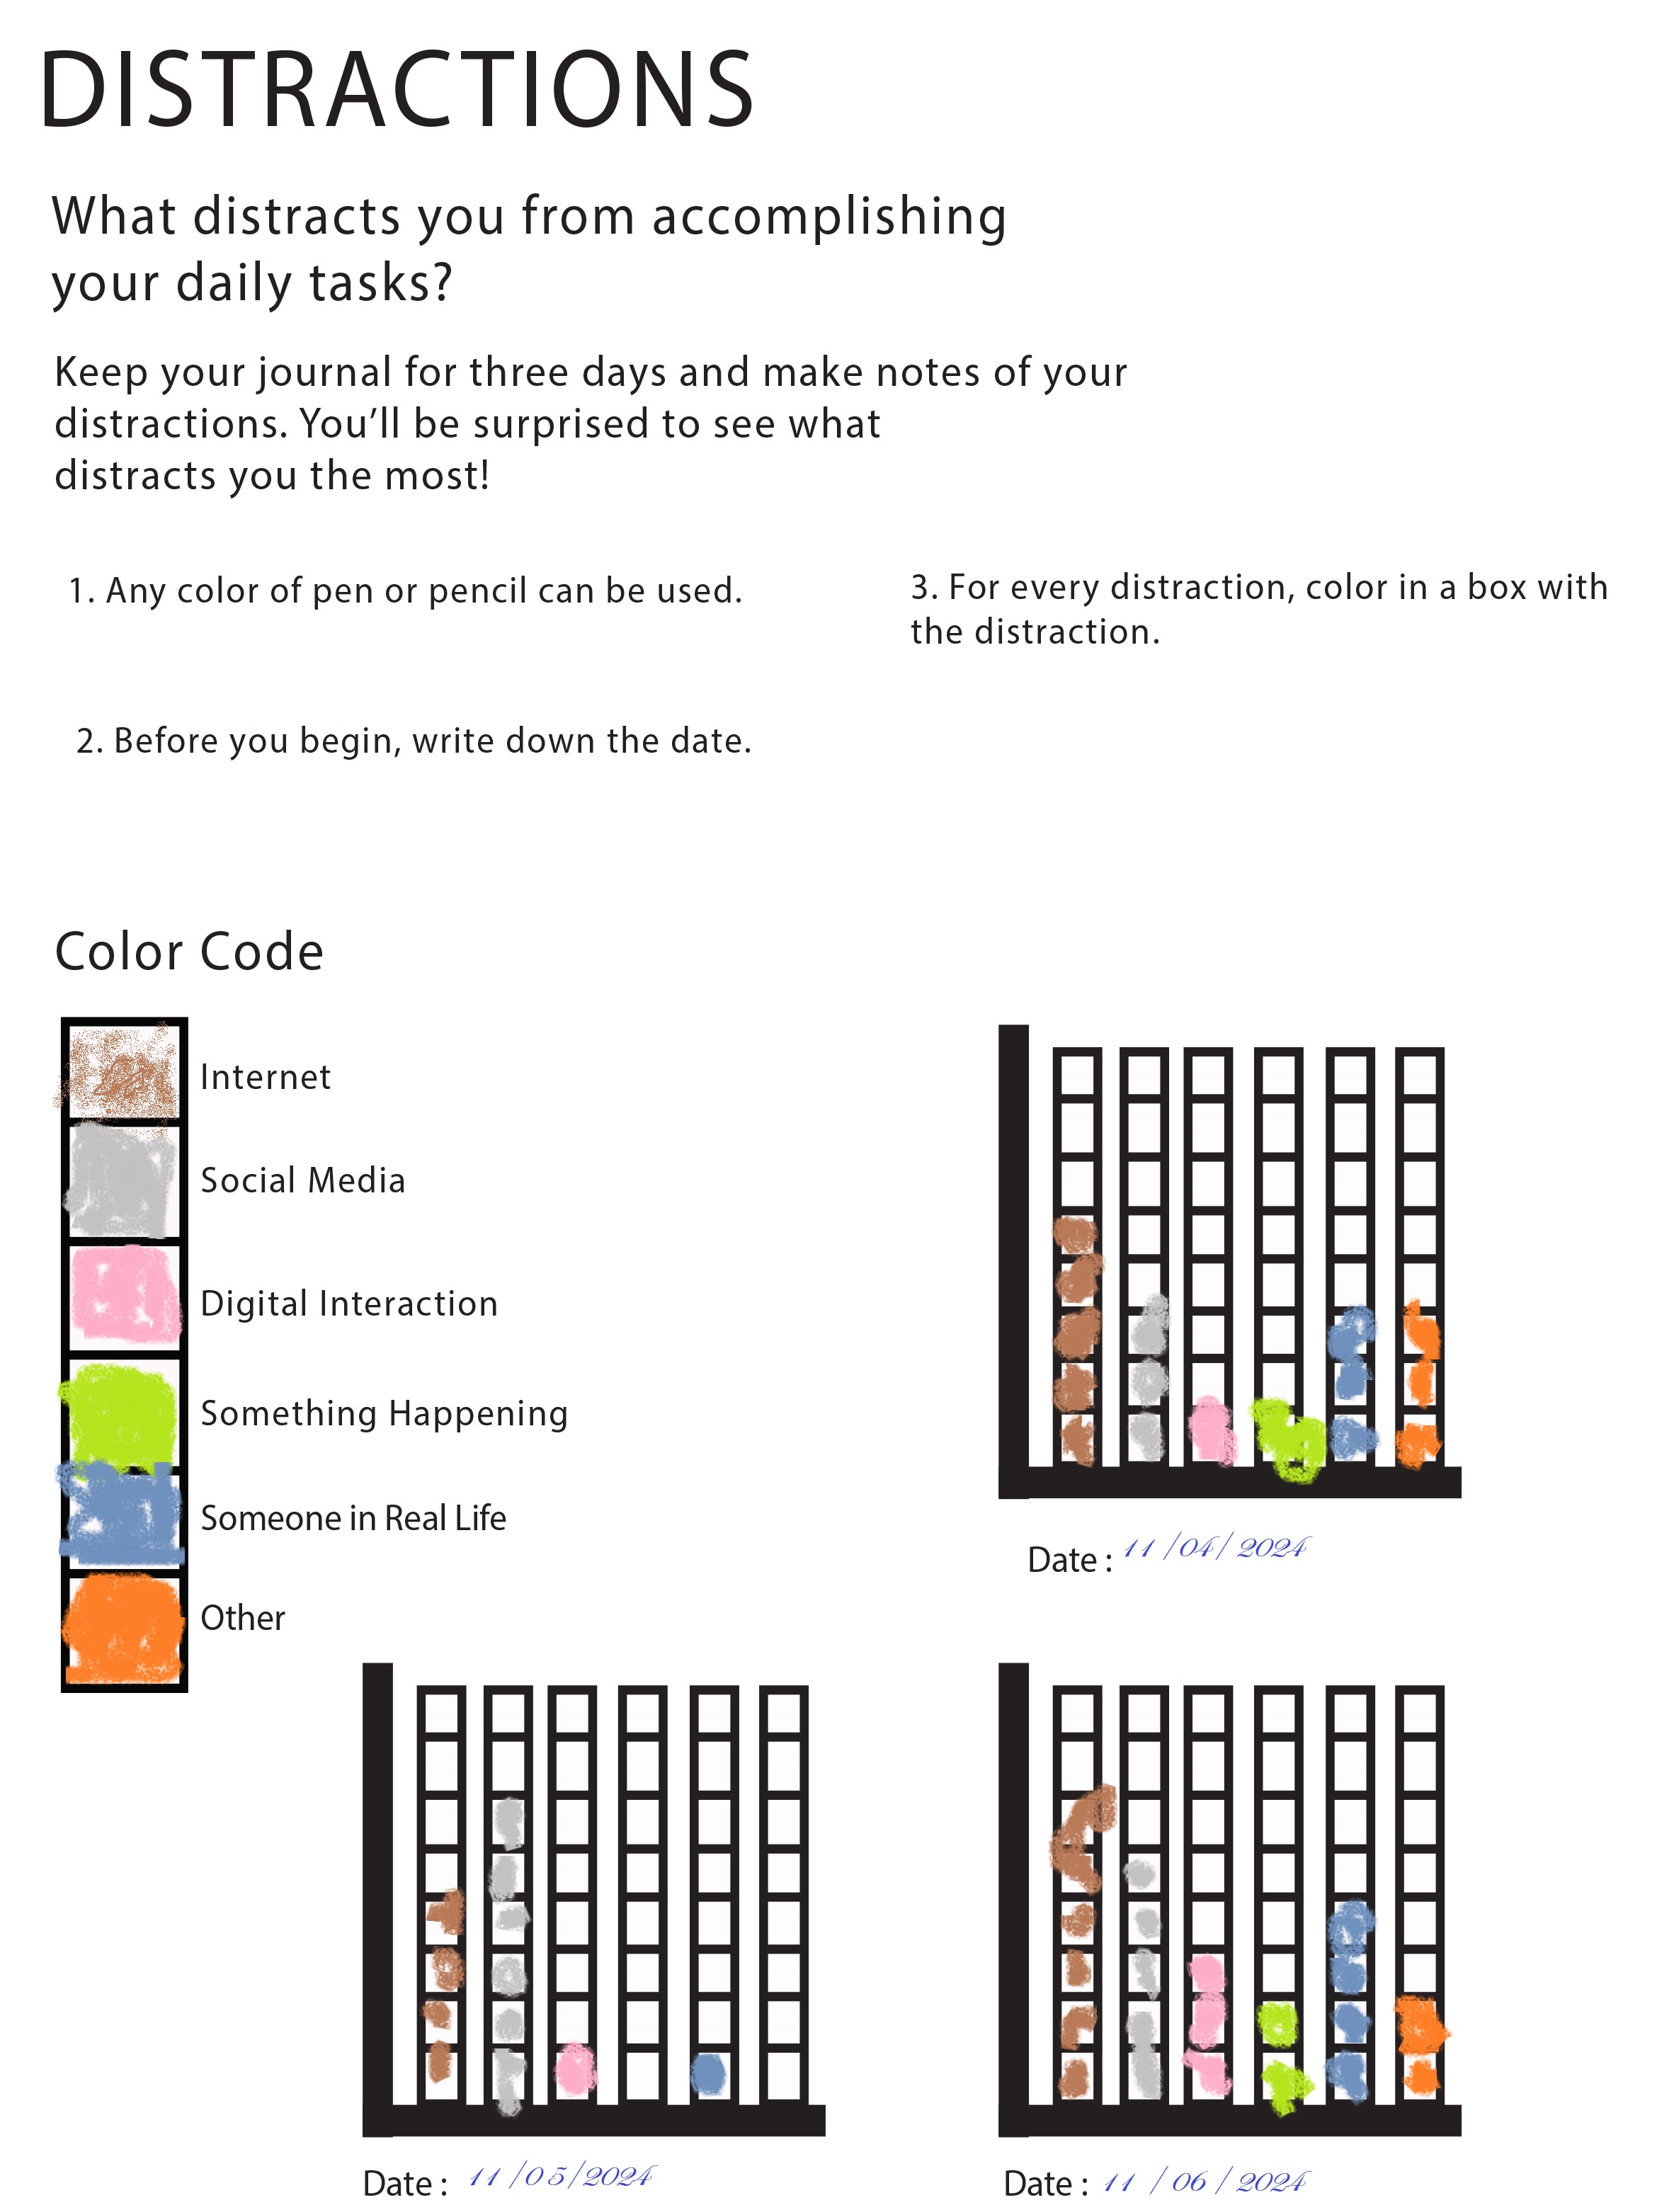 DISTRACTIONS
What distracts you from accomplishing
your daily tasks?
Keep your journal for three days and make notes of your
distractions. You’ll be surprised to see what
distracts you the most!
1. Any color of pen or pencil can be used.
2. Before you begin, write down the date.
3. For every distraction, color in a box with
the distraction.
Color Code
Internet
Social Media
Digital Interaction
Something Happening
Someone in Real Life
Other
Date : 11 /04/ 2024
Date : 11 /05/2024
Date : 11 / 06 / 2024